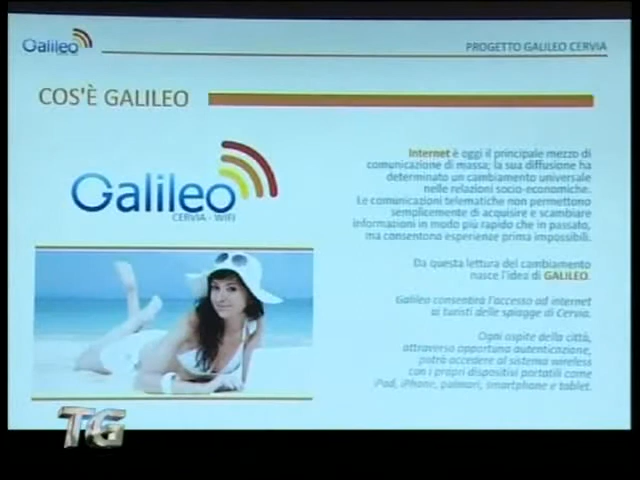 Galileo
PROGETTO GALILEO CERVIA
COS'È GALILEO
Galileo
CERVIA - WIFI
Internet è oggi il principale mezzo di
comunicazione di massa; la sua diffusione ha
determinato un cambiamento universale
nelle relazioni socio-economiche.
Le comunicazioni telematiche non permettono
semplicemente di acquisire e scambiare
informazioni in modo più rapido che in passato,
ma consentono esperienze prima impossibili.
Da questa lettura del cambiamento
nasce l'idea di GALILEO.
Galileo consentirà l'accesso ad internet
ai turisti delle spiagge di Cervia.
Ogni ospite della città,
attraverso opportuna autenticazione,
potrà accedere al sistema wireless
con i propri dispositivi portatili come
iPad, iPhone, palmari, smartphone e tablet.
TG